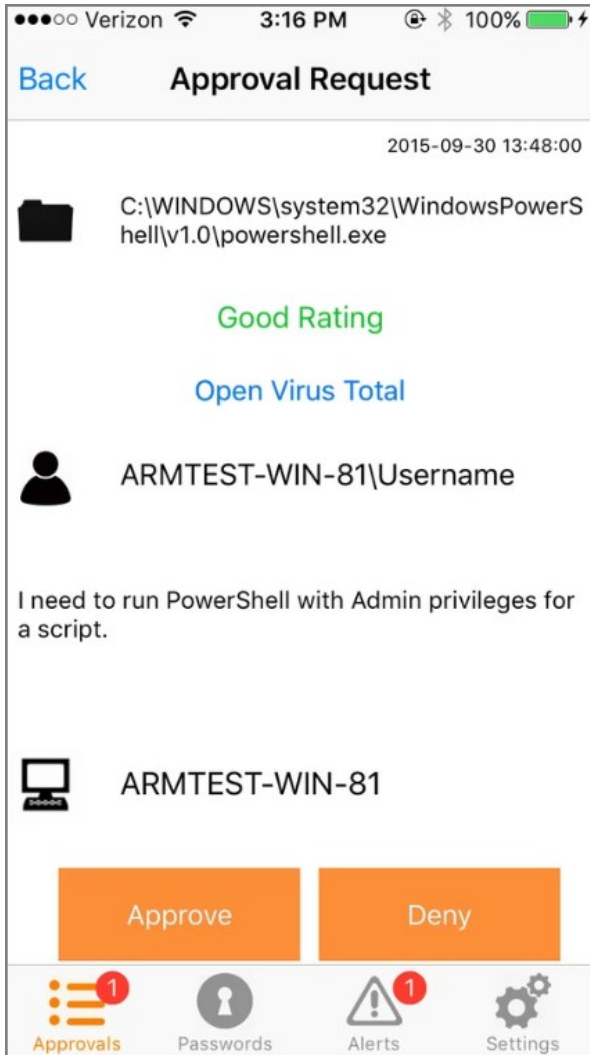 Verizon 3:16 PM 100%
Back Approval Request
2015-09-30 13:48:00
C:\WINDOWS\system32\WindowsPowerS
hell\v1.0\powershell.exe
Good Rating
Open Virus Total
ARMTEST-WIN-81\Username
I need to run PowerShell with Admin privileges for
a script.
ARMTEST-WIN-81
Approve Deny
1 1
Approvals Passwords Alerts Settings